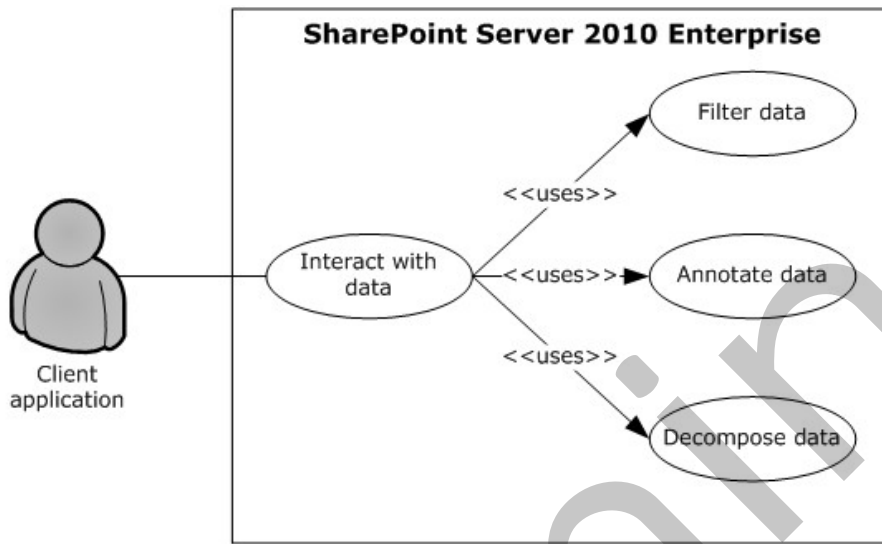 SharePoint Server 2010 Enterprise
Filter data
<<uses>>
Interact with
data
<<uses>>
Annotate data
<<uses>>
Decompose data
Client
application